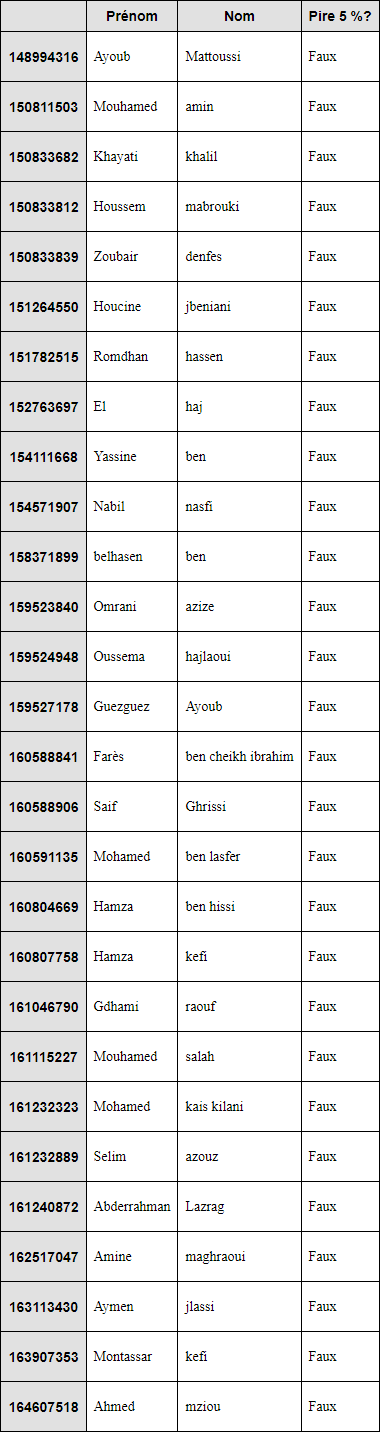 Prénom Nom Pire 5 %?
148994316 Ayoub Mattoussi Faux
150811503 Mouhamed amin Faux
150833682 Khayati khalil Faux
150833812 Houssem mabrouki Faux
150833839 Zoubair denfes Faux
151264550 Houcine jbeniani Faux
151782515 Romdhan hassen Faux
152763697 El haj Faux
154111668 Yassine ben Faux
154571907 Nabil nasfi Faux
158371899 belhasen ben Faux
159523840 Omrani azize Faux
159524948 Oussema hajlaoui Faux
159527178 Guezguez Ayoub Faux
160588841 Farès ben cheikh ibrahim Faux
160588906 Saif Ghrissi Faux
160591135 Mohamed ben lasfer Faux
160804669 Hamza ben hissi Faux
160807758 Hamza kefi Faux
161046790 Gdhami raouf Faux
161115227 Mouhamed salah Faux
161232323 Mohamed kais kilani Faux
161232889 Selim azouz Faux
161240872 Abderrahman Lazrag Faux
162517047 Amine maghraoui Faux
163113430 Aymen jlassi Faux
163907353 Montassar kefi Faux
164607518 Ahmed mziou Faux